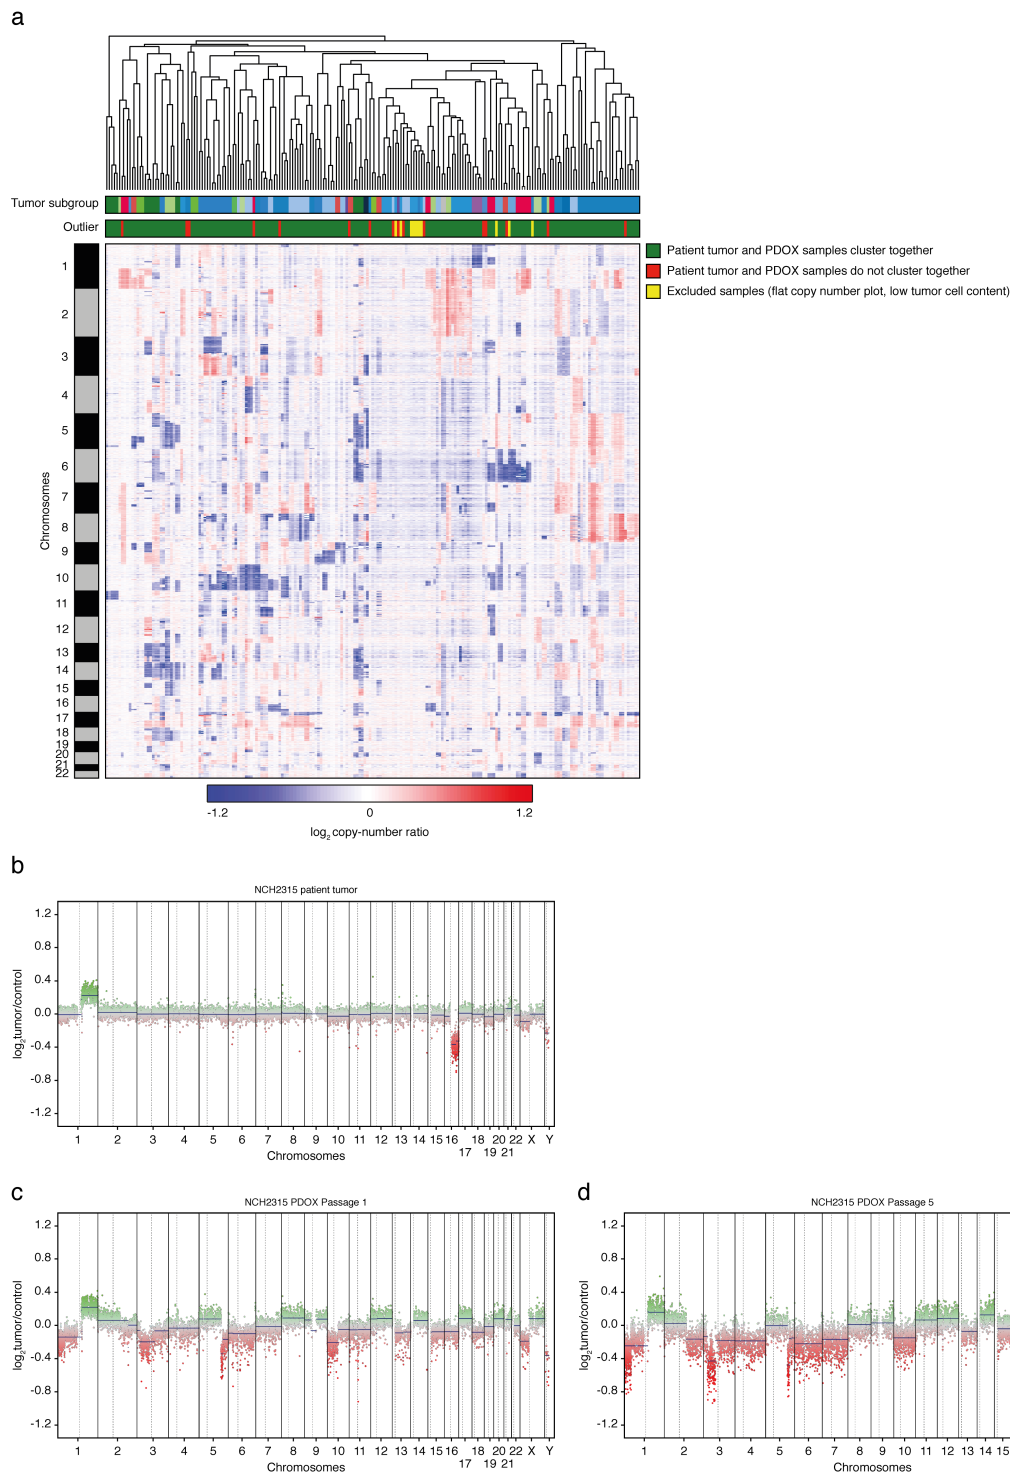 a
Tumor subgroup
Outlier
Patient tumor and PDOX samples cluster together
Patient tumor and PDOX samples do not cluster together
Excluded samples (flat copy number plot, low tumor cell content)
Chromosomes
1
2
3
4
5
6
7
8
9
10
11
12
13
14
15
16
17
18
19
20
21
22
-1.2 0 1.2
log2 copy-number ratio
b
NCH2315 patient tumor
log2tumor/control
1.2
0.8
0.4
0.0
-0.4
-0.8
-1.2
1 2 3 4 5 6 7 8 9 10 11 12 13 14 15 16 18 20 22 X Y
17 19 21
Chromosomes
c
NCH2315 PDOX Passage 1
log2tumor/control
1.2
0.8
0.4
0.0
-0.4
-0.8
-1.2
1 2 3 4 5 6 7 8 9 10 11 12 13 14 15 16 18 20 22 X Y
17 19 21
Chromosomes
d
NCH2315 PDOX Passage 5
log2tumor/control
1.2
0.8
0.4
0.0
-0.4
-0.8
-1.2
1 2 3 4 5 6 7 8 9 10 11 12 13 14 15
Chromosomes